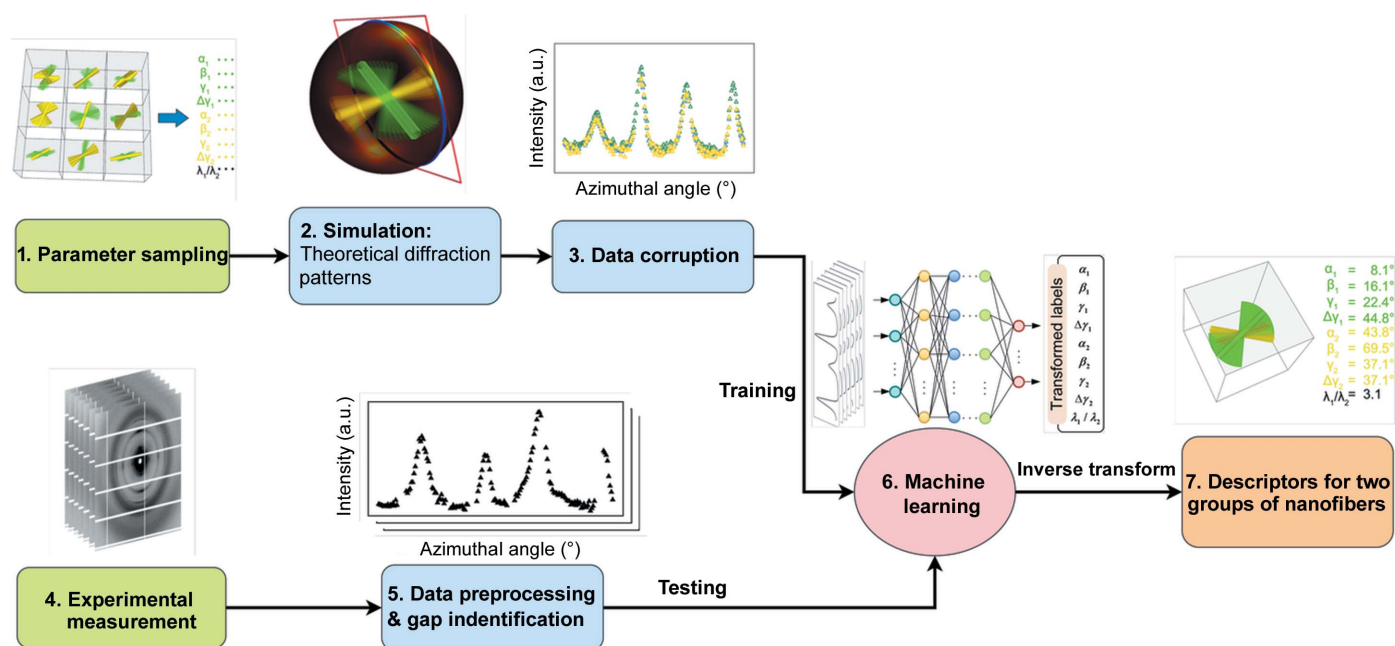 α₁ ····
β₁ ····
γ₁ ····
Δγ₁ ····
α₂ ····
β₂ ····
γ₂ ····
Δγ₂ ····
λ₁/λ₂ ···
Intensity (a.u.)
Azimuthal angle (°)
1. Parameter sampling
2. Simulation:
Theoretical diffraction
patterns
3. Data corruption
Training
Transformed labels
α₁
β₁
γ₁
Δγ₁
α₂
β₂
γ₂
Δγ₂
λ₁ / λ₂
α₁ = 8.1°
β₁ = 16.1°
γ₁ = 22.4°
Δγ₁ = 44.8°
α₂ = 43.8°
β₂ = 69.5°
γ₂ = 37.1°
Δγ₂ = 37.1°
λ₁/λ₂= 3.1
Intensity (a.u.)
Azimuthal angle (°)
4. Experimental
measurement
5. Data preprocessing
& gap indentification
Testing
6. Machine
learning
Inverse transform
7. Descriptors for two
groups of nanofibers